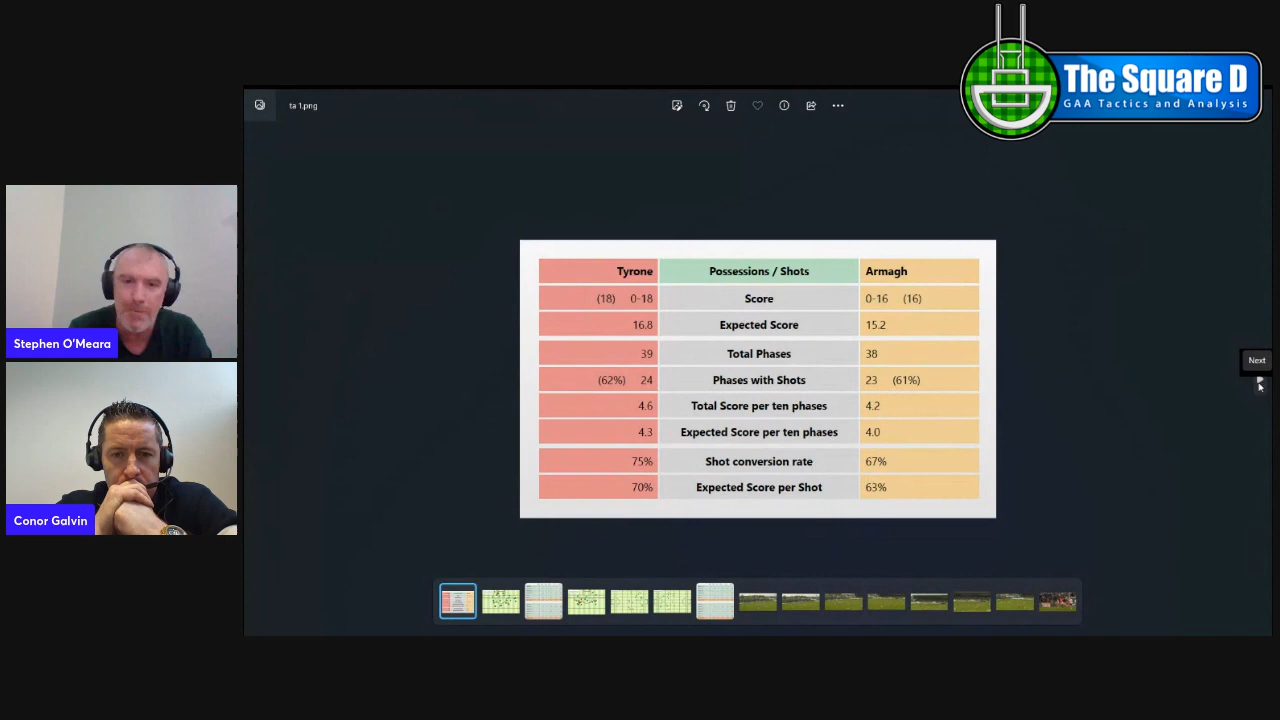 The Square D
GAA Tactics and Analysis
ta 1.png
Tyrone Possessions / Shots Armagh
(18) 0-18 Score 0-16 (16)
16.8 Expected Score 15.2
39 Total Phases 38
(62%) 24 Phases with Shots 23 (61%)
4.6 Total Score per ten phases 4.2
4.3 Expected Score per ten phases 4.0
75% Shot conversion rate 67%
70% Expected Score per Shot 63%
Next
Stephen O'Meara
Conor Galvin